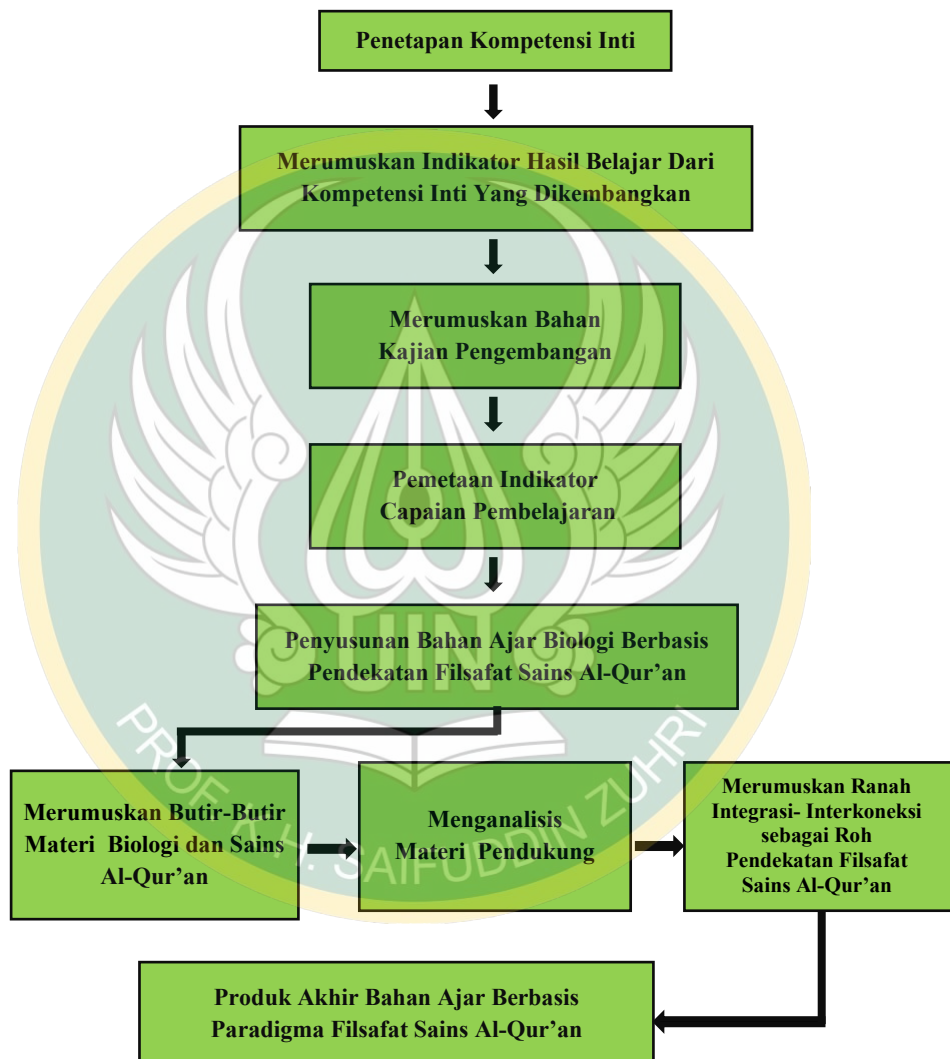 Penetapan Kompetensi Inti
Merumuskan Indikator Hasil Belajar Dari
Kompetensi Inti Yang Dikembangkan
Merumuskan Bahan
Kajian Pengembangan
Pemetaan Indikator
Capaian Pembelajaran
Penyusunan Bahan Ajar Biologi Berbasis
Pendekatan Filsafat Sains Al-Qur’an
Merumuskan Butir-Butir
Materi Biologi dan Sains
Al-Qur’an
Menganalisis
Materi Pendukung
Merumuskan Ranah
Integrasi- Interkoneksi
sebagai Roh
Pendekatan Filsafat
Sains Al-Qur’an
Produk Akhir Bahan Ajar Berbasis
Paradigma Filsafat Sains Al-Qur’an
UIN
PROF. K.H. SAIFUDDIN ZUHRI